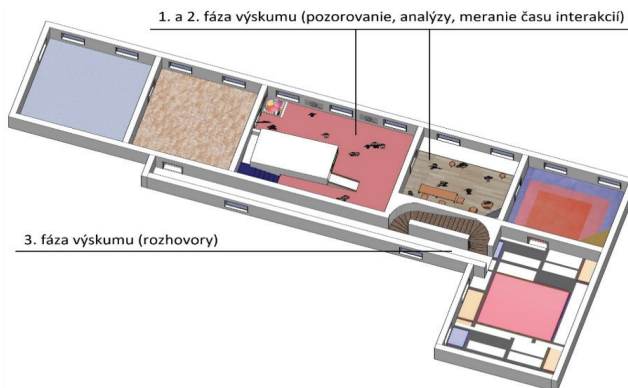 1. a 2. fáza výskumu (pozorovanie, analýzy, meranie času interakcií)
3. fáza výskumu (rozhovory)